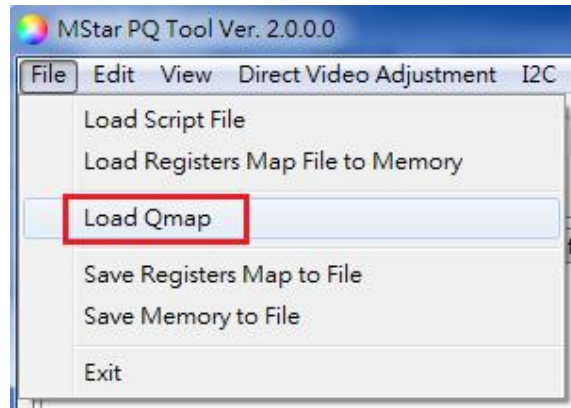 MStar PQ Tool Ver. 2.0.0.0
File Edit View Direct Video Adjustment I2C
Load Script File
Load Registers Map File to Memory
Load Qmap
Save Registers Map to File
Save Memory to File
Exit